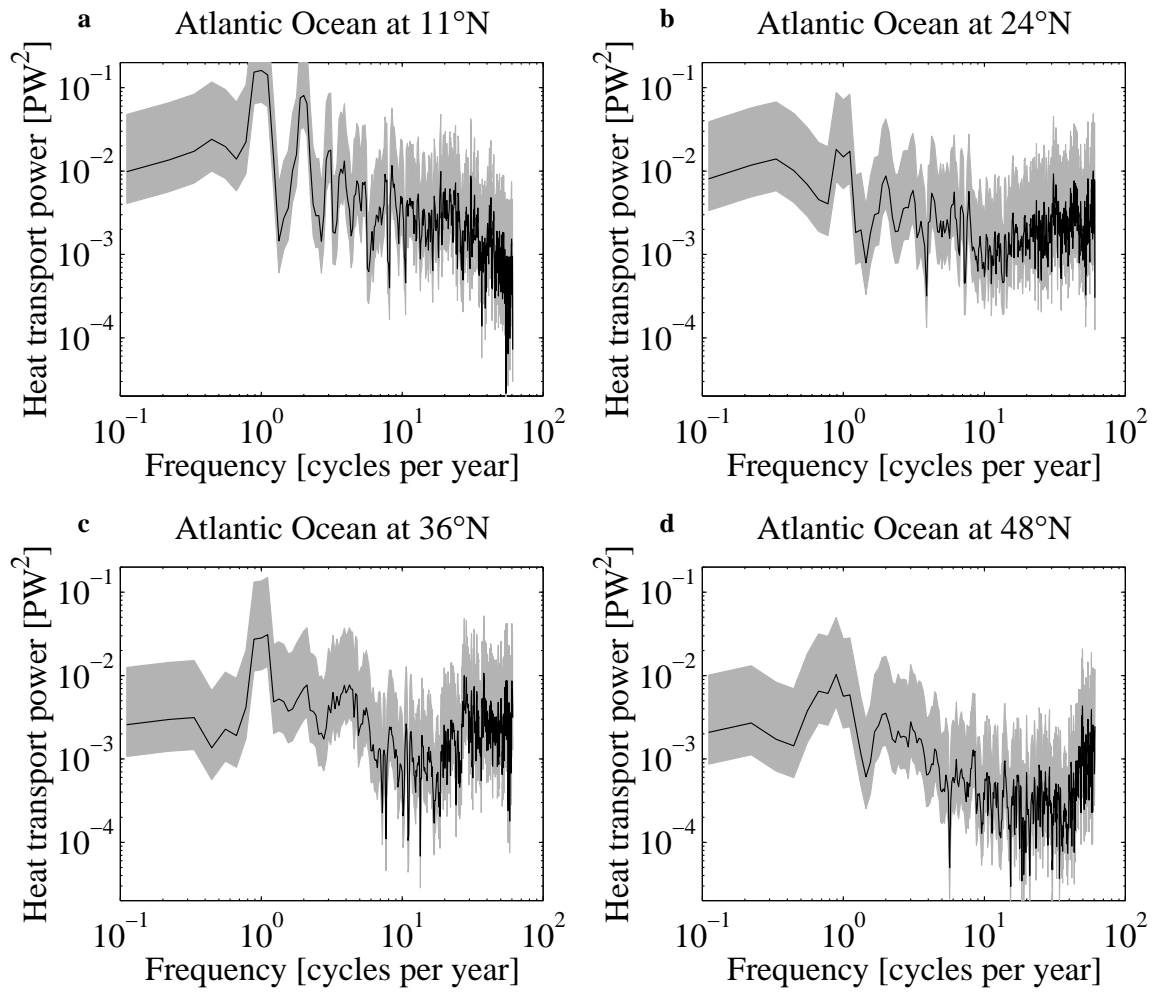 a Atlantic Ocean at 11°N
Heat transport power [PW²]
10⁻¹
10⁻²
10⁻³
10⁻⁴
10⁻¹ 10⁰ 10¹ 10²
Frequency [cycles per year]
b Atlantic Ocean at 24°N
Heat transport power [PW²]
10⁻¹
10⁻²
10⁻³
10⁻⁴
10⁻¹ 10⁰ 10¹ 10²
Frequency [cycles per year]
c Atlantic Ocean at 36°N
Heat transport power [PW²]
10⁻¹
10⁻²
10⁻³
10⁻⁴
10⁻¹ 10⁰ 10¹ 10²
Frequency [cycles per year]
d Atlantic Ocean at 48°N
Heat transport power [PW²]
10⁻¹
10⁻²
10⁻³
10⁻⁴
10⁻¹ 10⁰ 10¹ 10²
Frequency [cycles per year]